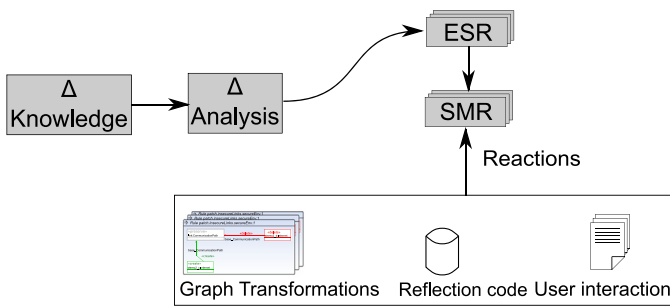 ESR
Δ
Knowledge
Δ
Analysis
SMR
Reactions
Graph Transformations
Reflection code
User interaction